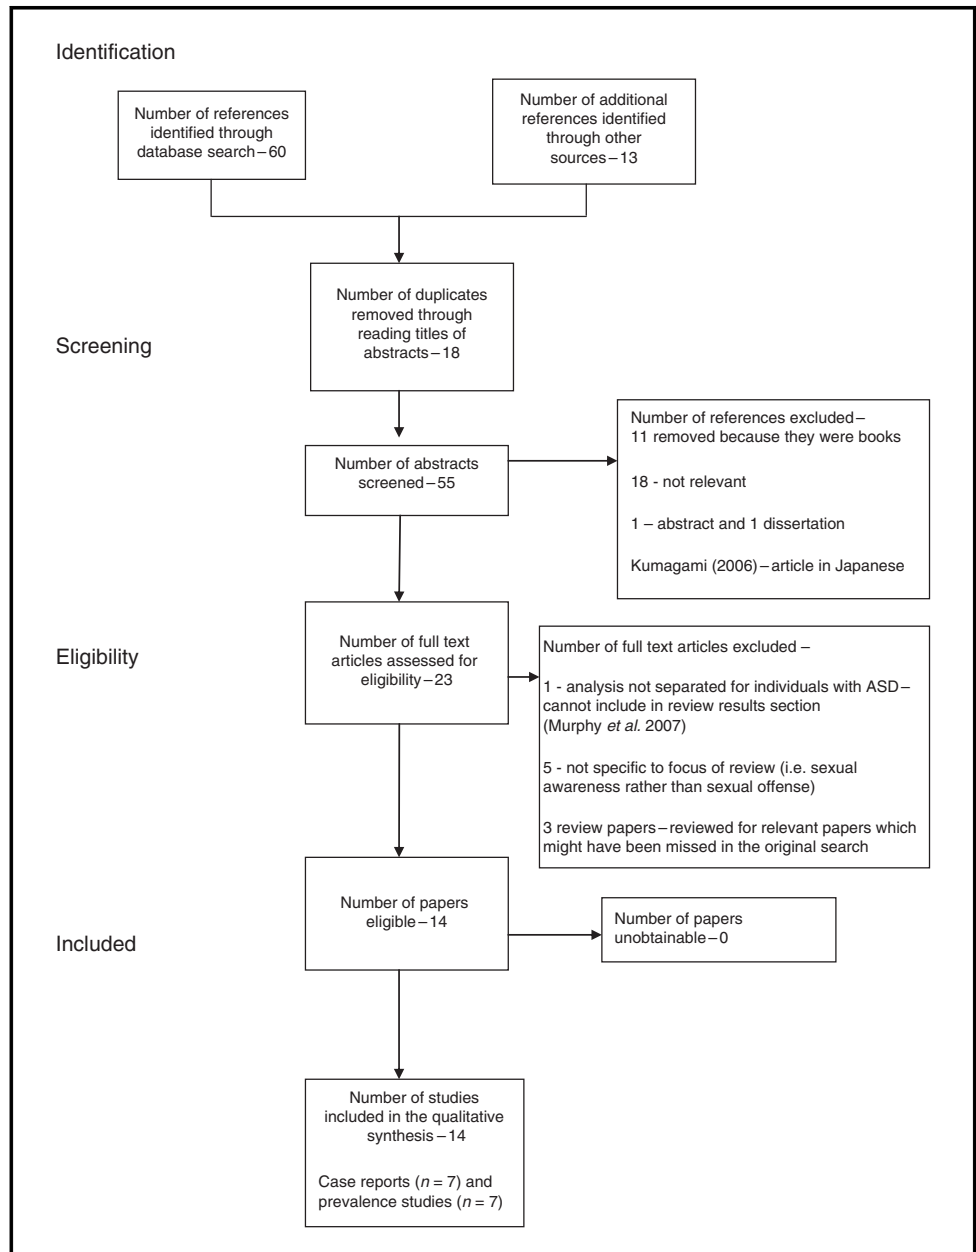 Identification
Number of references
identified through
database search–60
Number of additional
references identified
through other
sources–13
Number of duplicates
removed through
reading titles of
abstracts–18
Screening
Number of abstracts
screened–55
Number of references excluded–
11 removed because they were books
18 - not relevant
1 – abstract and 1 dissertation
Kumagami (2006)–article in Japanese
Eligibility
Number of full text
articles assessed for
eligibility–23
Number of full text articles excluded –
1 - analysis not separated for individuals with ASD–
cannot include in review results section
(Murphy et al. 2007)
5 - not specific to focus of review (i.e. sexual
awareness rather than sexual offense)
3 review papers–reviewed for relevant papers which
might have been missed in the original search
Number of papers
eligible–14
Number of papers
unobtainable–0
Included
Number of studies
included in the qualitative
synthesis–14
Case reports (n = 7) and
prevalence studies (n = 7)